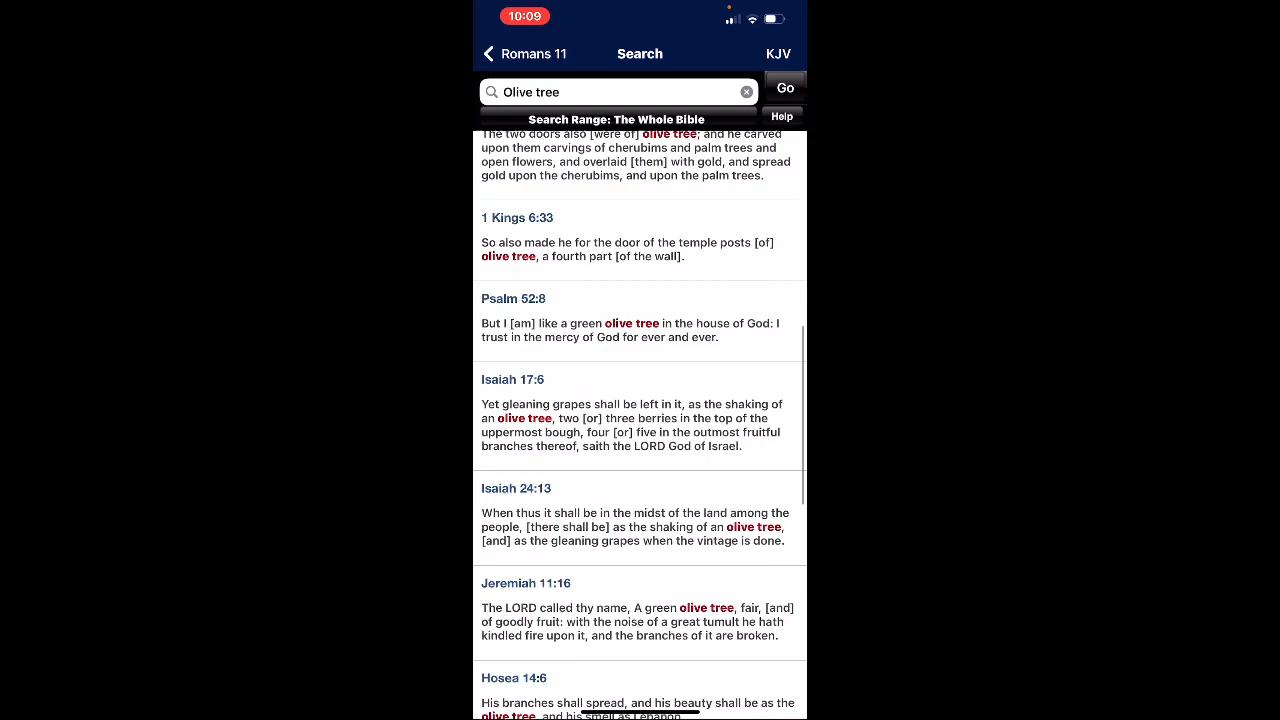 10:09
Romans 11
Search
KJV
Olive tree
Go
Search Range: The Whole Bible
Help
The two doors also [were of] olive tree; and he carved
upon them carvings of cherubims and palm trees and
open flowers, and overlaid [them] with gold, and spread
gold upon the cherubims, and upon the palm trees.
1 Kings 6:33
So also made he for the door of the temple posts [of]
olive tree, a fourth part [of the wall].
Psalm 52:8
But I [am] like a green olive tree in the house of God: I
trust in the mercy of God for ever and ever.
Isaiah 17:6
Yet gleaning grapes shall be left in it, as the shaking of
an olive tree, two [or] three berries in the top of the
uppermost bough, four [or] five in the outmost fruitful
branches thereof, saith the LORD God of Israel.
Isaiah 24:13
When thus it shall be in the midst of the land among the
people, [there shall be] as the shaking of an olive tree,
[and] as the gleaning grapes when the vintage is done.
Jeremiah 11:16
The LORD called thy name, A green olive tree, fair, [and]
of goodly fruit: with the noise of a great tumult he hath
kindled fire upon it, and the branches of it are broken.
Hosea 14:6
His branches shall spread, and his beauty shall be as the
olive tree, and his smell as Lebanon.